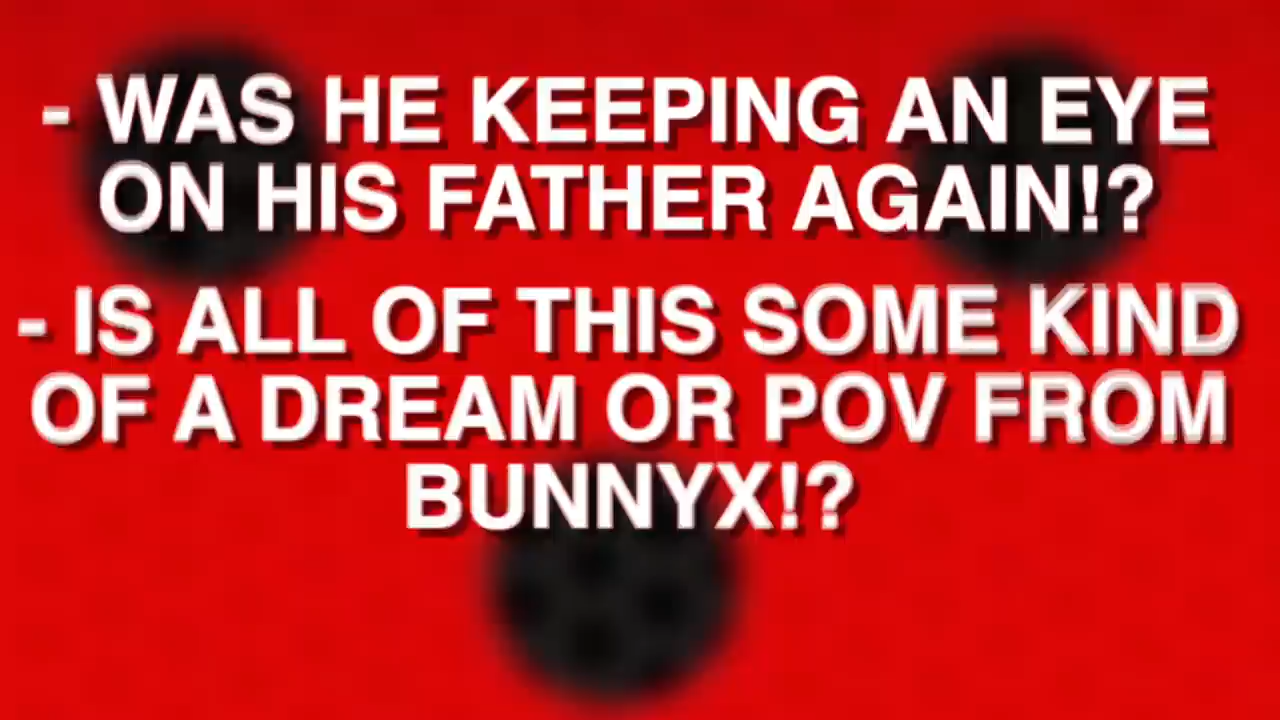 - WAS HE KEEPING AN EYE
ON HIS FATHER AGAIN!?
- IS ALL OF THIS SOME KIND
OF A DREAM OR POV FROM
BUNNYX!?